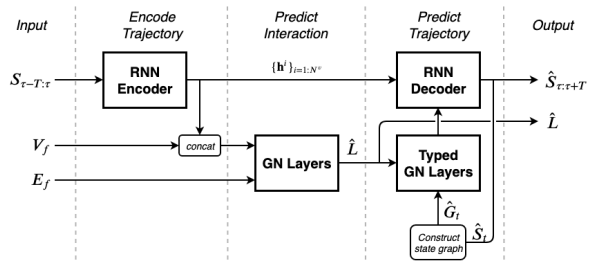 Input
Encode
Trajectory
Predict
Interaction
Predict
Trajectory
Output
S_{τ−T:τ}
RNN
Encoder
{h^i}_{i=1:N^v}
RNN
Decoder
Ŝ_{τ:τ+T}
V_f
concat
L̂
E_f
GN Layers
L̂
Typed
GN Layers
Ĝ_t
Construct
state graph
Ŝ_t